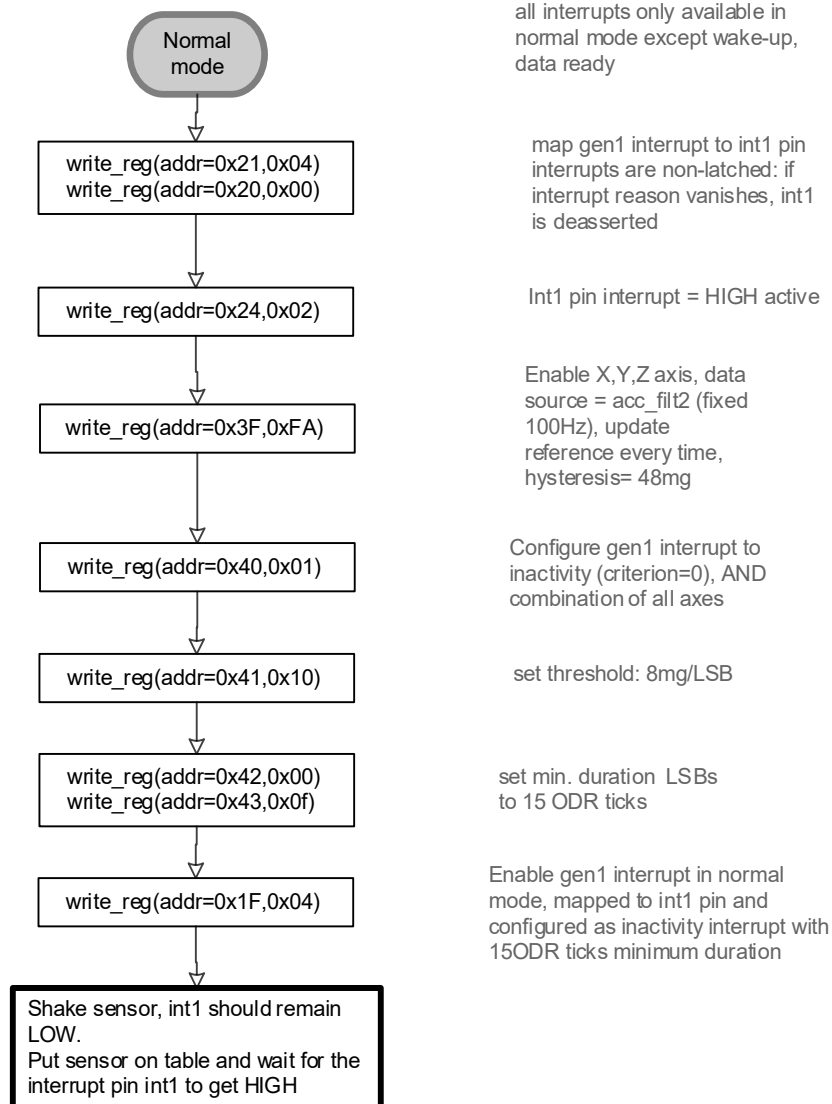 all interrupts only available in
normal mode except wake-up,
data ready
Normal
mode
write_reg(addr=0x21,0x04)
write_reg(addr=0x20,0x00)
map gen1 interrupt to int1 pin
interrupts are non-latched: if
interrupt reason vanishes, int1
is deasserted
write_reg(addr=0x24,0x02)
Int1 pin interrupt = HIGH active
write_reg(addr=0x3F,0xFA)
Enable X,Y,Z axis, data
source = acc_filt2 (fixed
100Hz), update
reference every time,
hysteresis= 48mg
write_reg(addr=0x40,0x01)
Configure gen1 interrupt to
inactivity (criterion=0), AND
combination of all axes
write_reg(addr=0x41,0x10)
set threshold: 8mg/LSB
write_reg(addr=0x42,0x00)
write_reg(addr=0x43,0x0f)
set min. duration LSBs
to 15 ODR ticks
write_reg(addr=0x1F,0x04)
Enable gen1 interrupt in normal
mode, mapped to int1 pin and
configured as inactivity interrupt with
15ODR ticks minimum duration
Shake sensor, int1 should remain
LOW.
Put sensor on table and wait for the
interrupt pin int1 to get HIGH